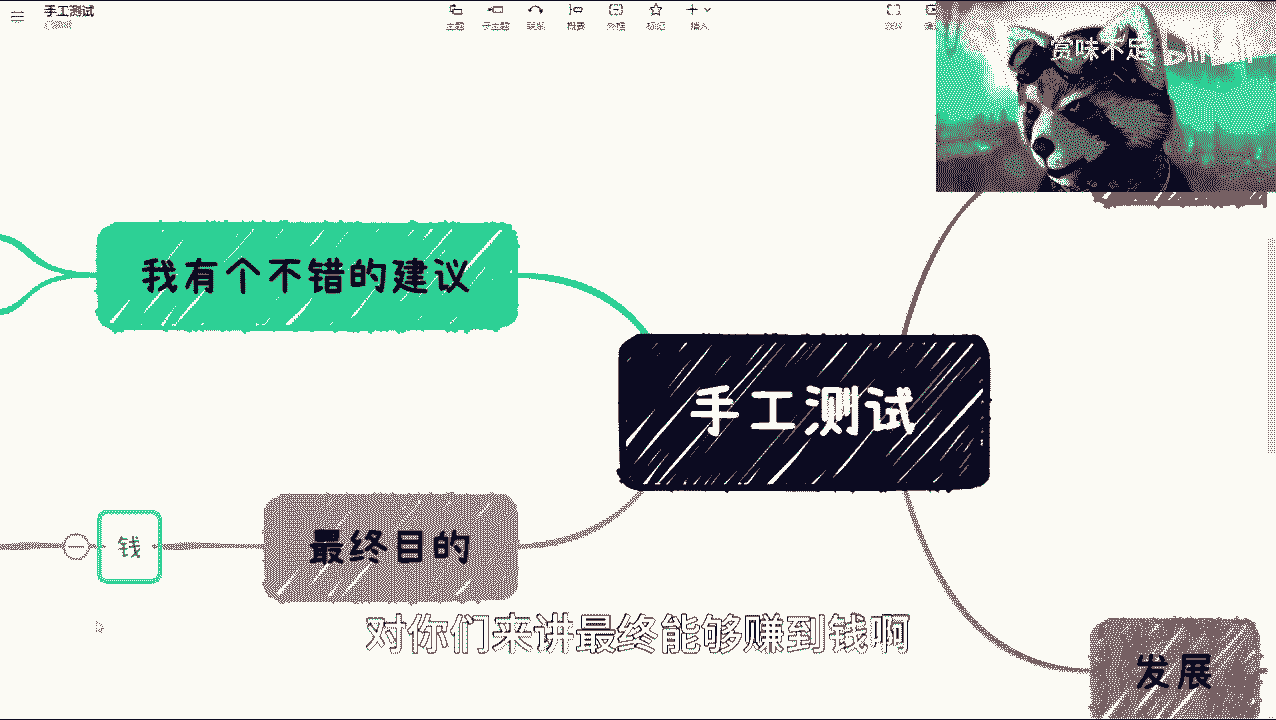 手工测试
主题
子主题
联系
概要
外框
标记
插入
赏味不足
我有个不错的建议
手工测试
钱
最终目的
对你们来讲最终能够赚到钱啊
发展